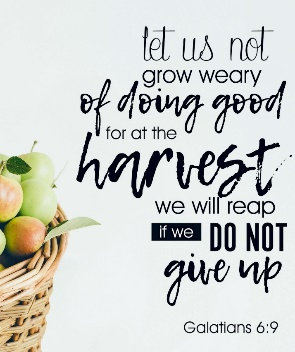 let us not
grow weary
of doing good
for at the
harvest
we will reap
if we DO NOT
give up
Galatians 6:9